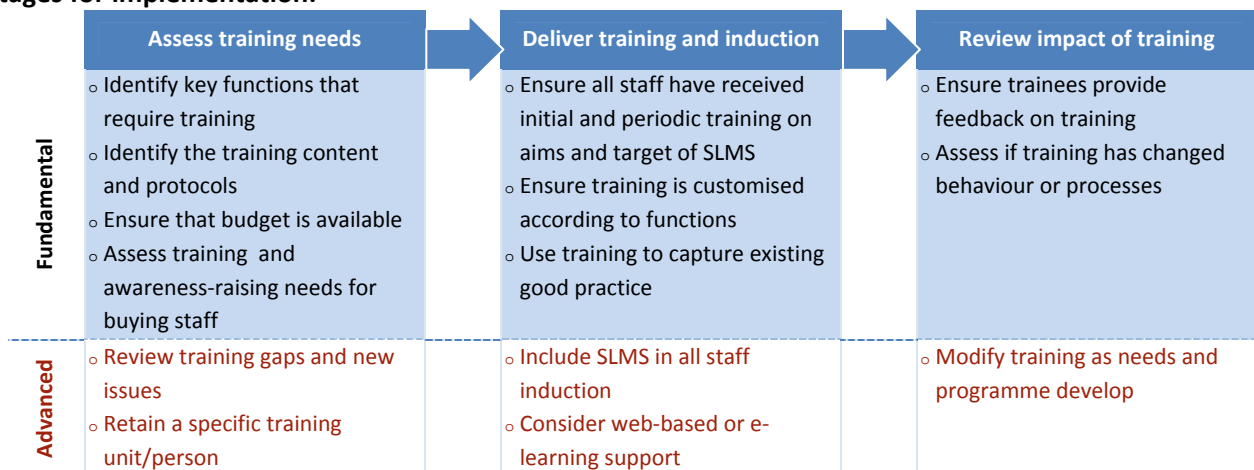 tages for implementation:
Assess training needs
Deliver training and induction
Review impact of training
Fundamental
o Identify key functions that
require training
o Identify the training content
and protocols
o Ensure that budget is available
o Assess training and
awareness-raising needs for
buying staff
o Ensure all staff have received
initial and periodic training on
aims and target of SLMS
o Ensure training is customised
according to functions
o Use training to capture existing
good practice
o Ensure trainees provide
feedback on training
o Assess if training has changed
behaviour or processes
Advanced
o Review training gaps and new
issues
o Retain a specific training
unit/person
o Include SLMS in all staff
induction
o Consider web-based or e-
learning support
o Modify training as needs and
programme develop